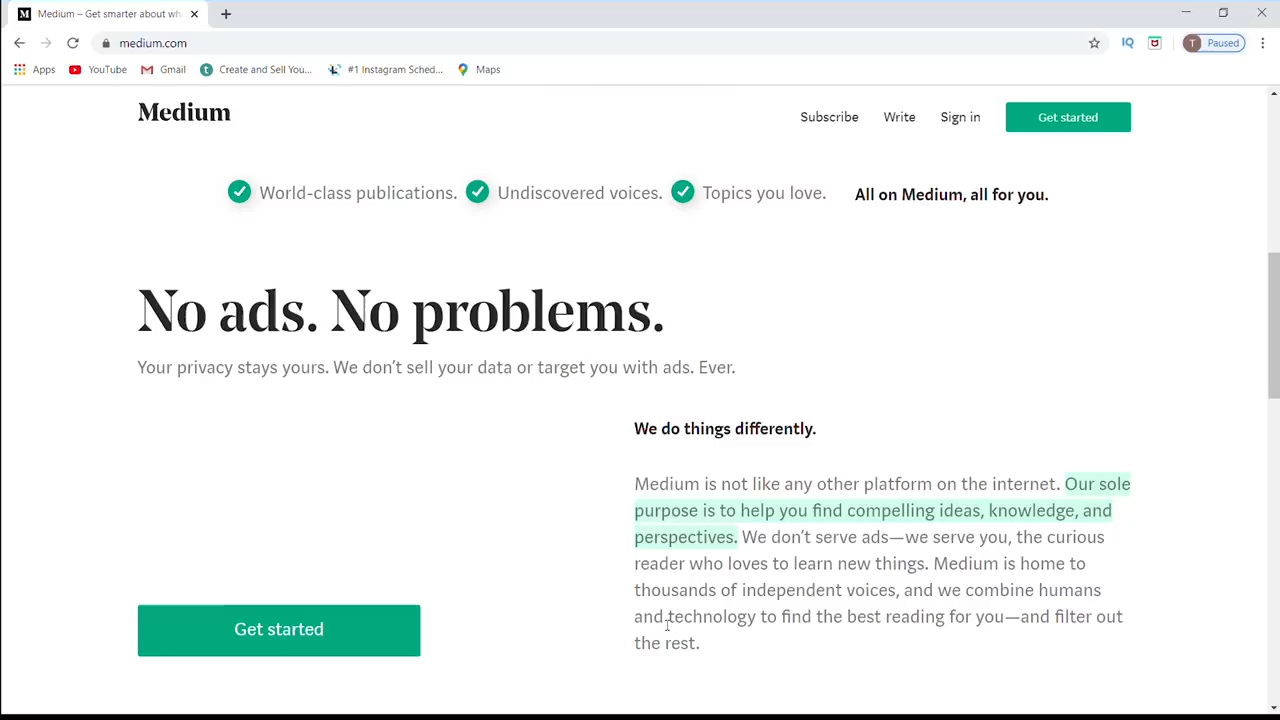 M Medium – Get smarter about wh
medium.com
IQ
T Paused
Apps YouTube Gmail Create and Sell You... #1 Instagram Sched... Maps
Medium
Subscribe Write Sign in Get started
World-class publications. Undiscovered voices. Topics you love. All on Medium, all for you.
No ads. No problems.
Your privacy stays yours. We don’t sell your data or target you with ads. Ever.
We do things differently.
Medium is not like any other platform on the internet. Our sole
purpose is to help you find compelling ideas, knowledge, and
perspectives. We don’t serve ads—we serve you, the curious
reader who loves to learn new things. Medium is home to
thousands of independent voices, and we combine humans
and technology to find the best reading for you—and filter out
the rest.
Get started